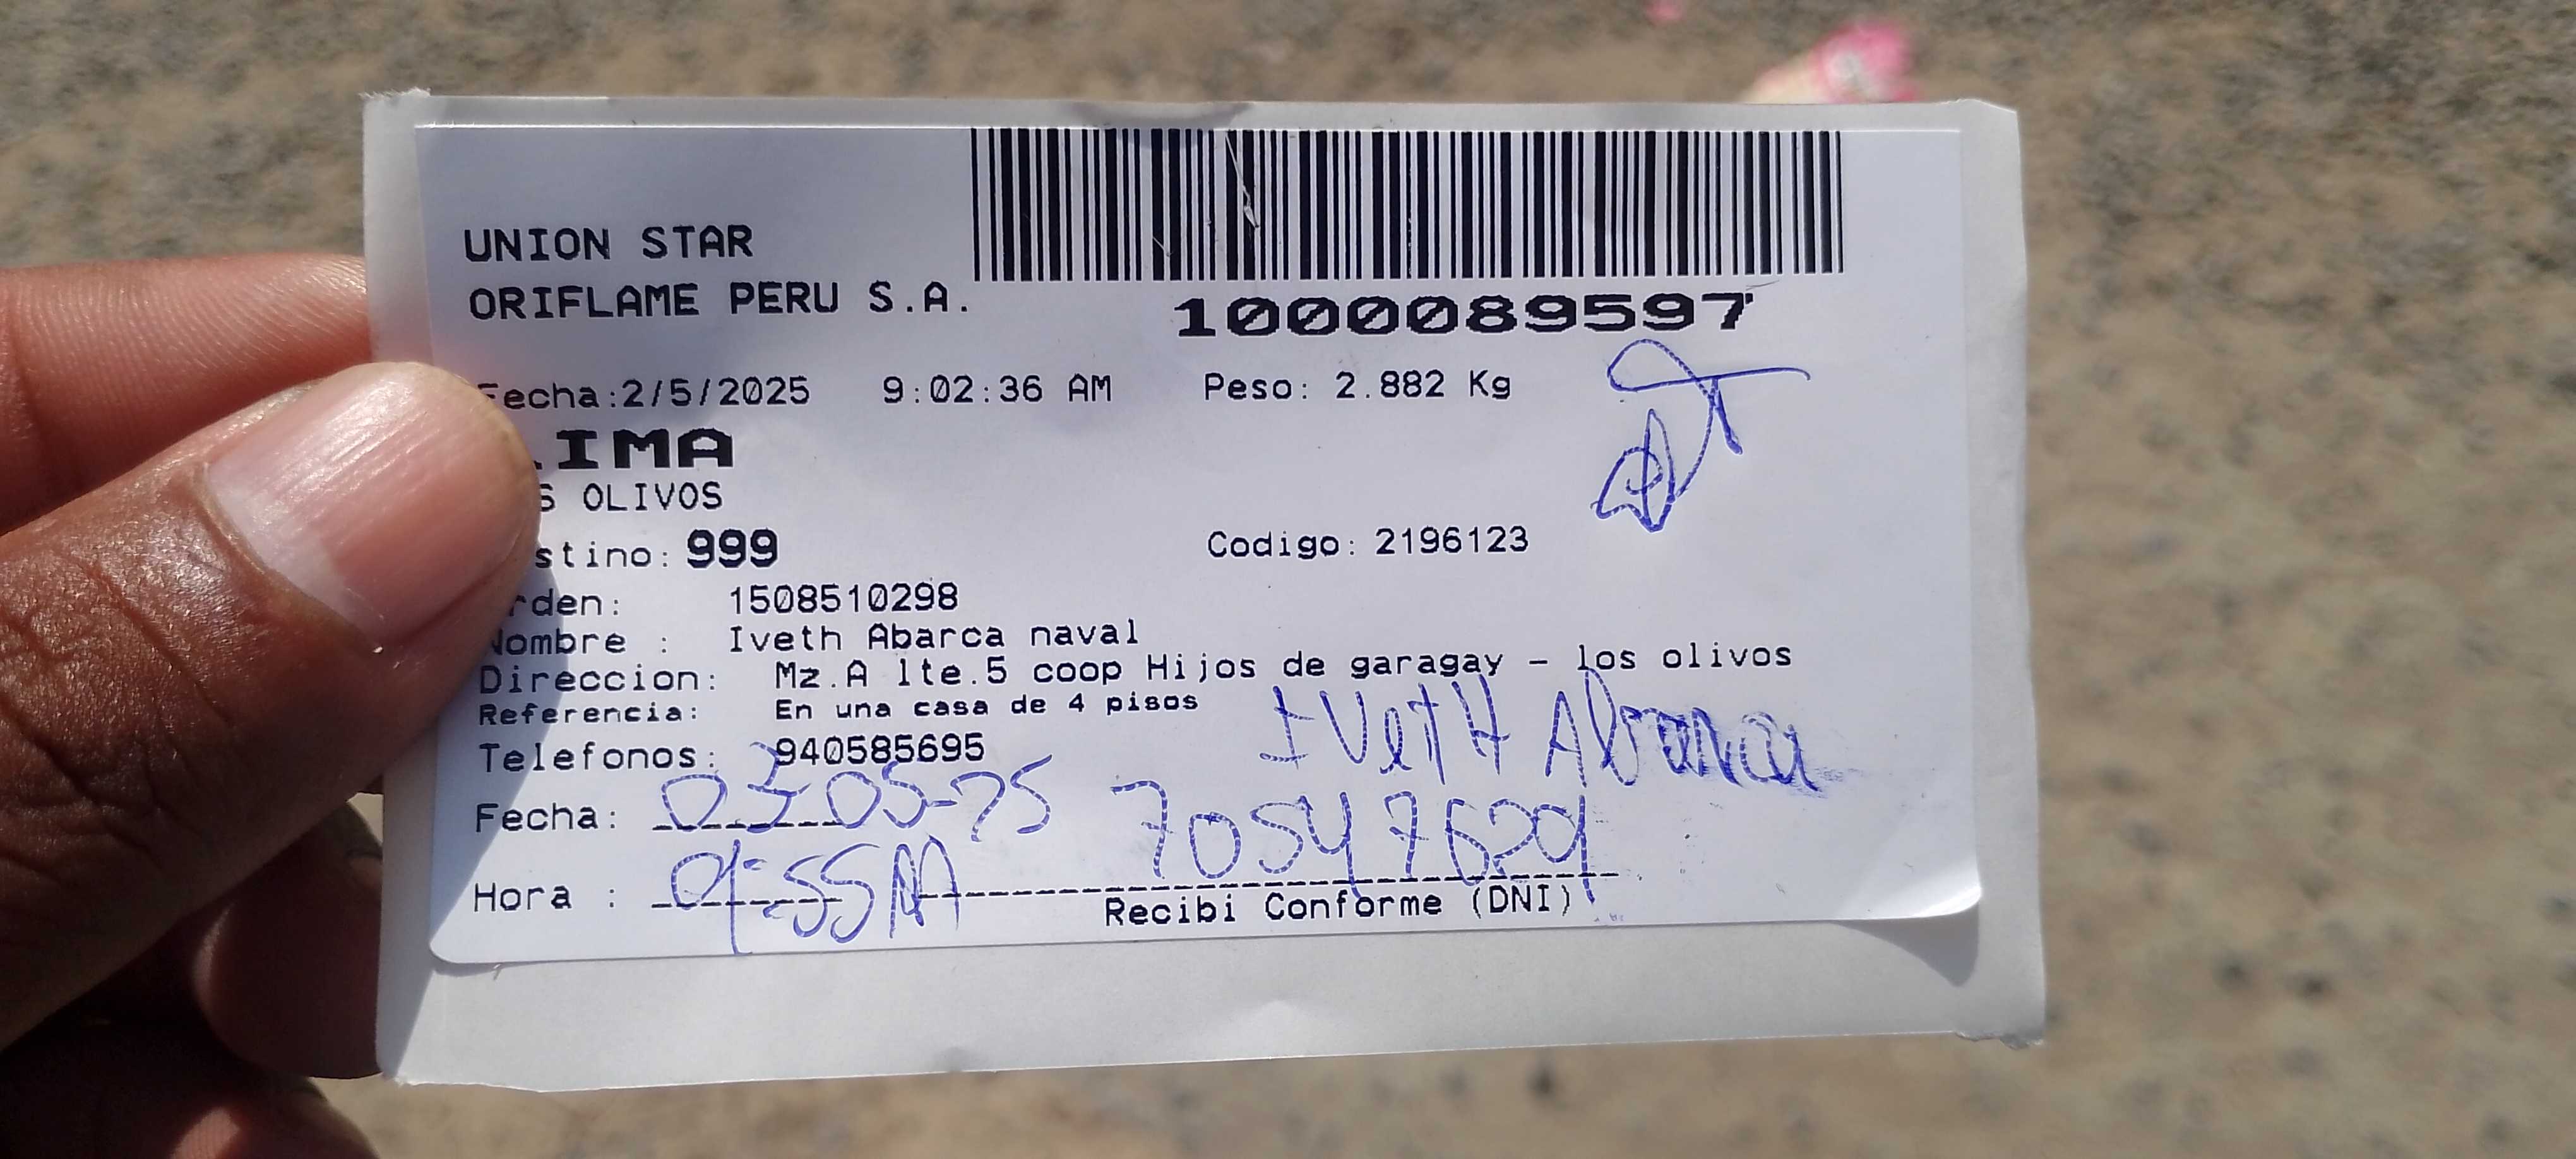 UNION STAR
ORIFLAME PERU S.A.
1000089597
Fecha:2/5/2025 9:02:36 AM Peso: 2.882 Kg
IMA
S OLIVOS
stino: 999 Codigo: 2196123
rden: 1508510298
Nombre : Iveth Abarca naval
Direccion: Mz.A lte.5 coop Hijos de garagay - los olivos
Referencia: En una casa de 4 pisos
Telefonos: 940585695
IVetH Abarca
Fecha: 03-05-25 70547629
Hora : 9:55 AM
Recibi Conforme (DNI)